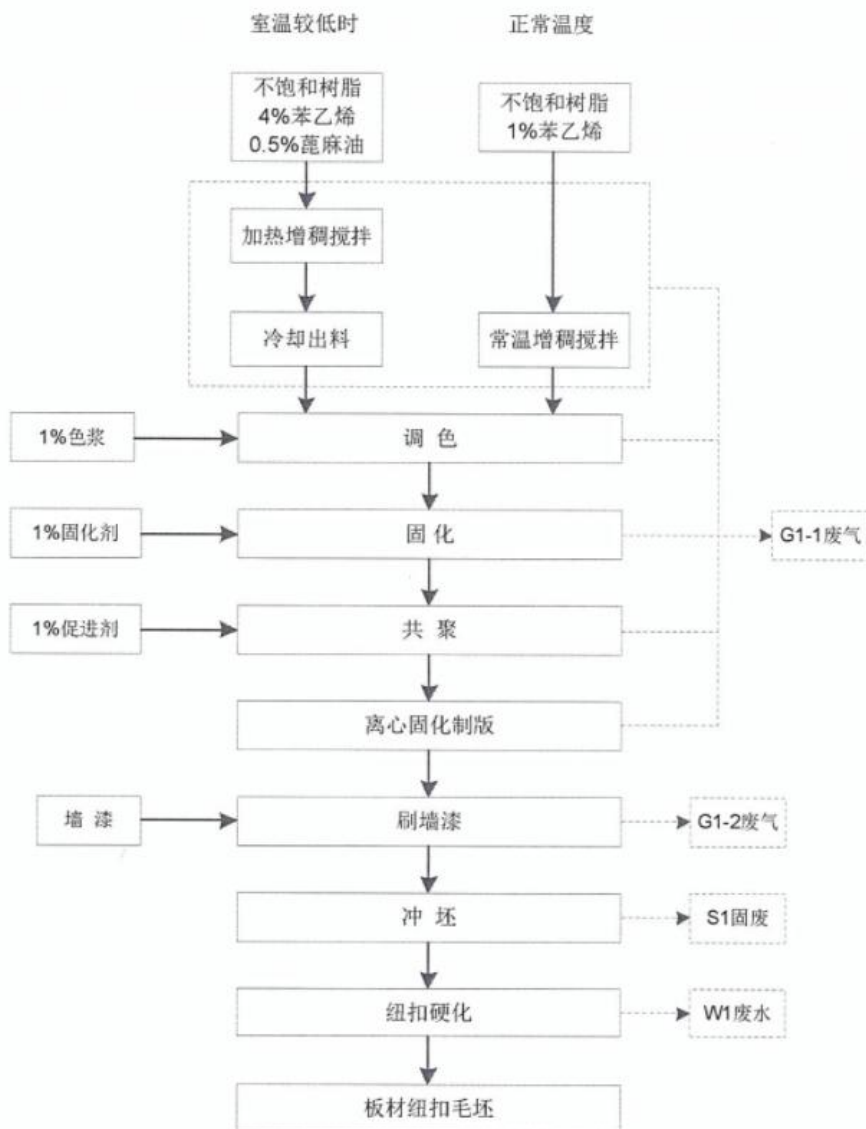 室温较低时
正常温度
不饱和树脂
4%苯乙烯
0.5%蓖麻油
不饱和树脂
1%苯乙烯
加热增稠搅拌
冷却出料
常温增稠搅拌
1%色浆
调 色
1%固化剂
固 化
G1-1废气
1%促进剂
共 聚
离心固化制版
墙 漆
刷墙漆
G1-2废气
冲 坯
S1固废
纽扣硬化
W1废水
板材纽扣毛坯